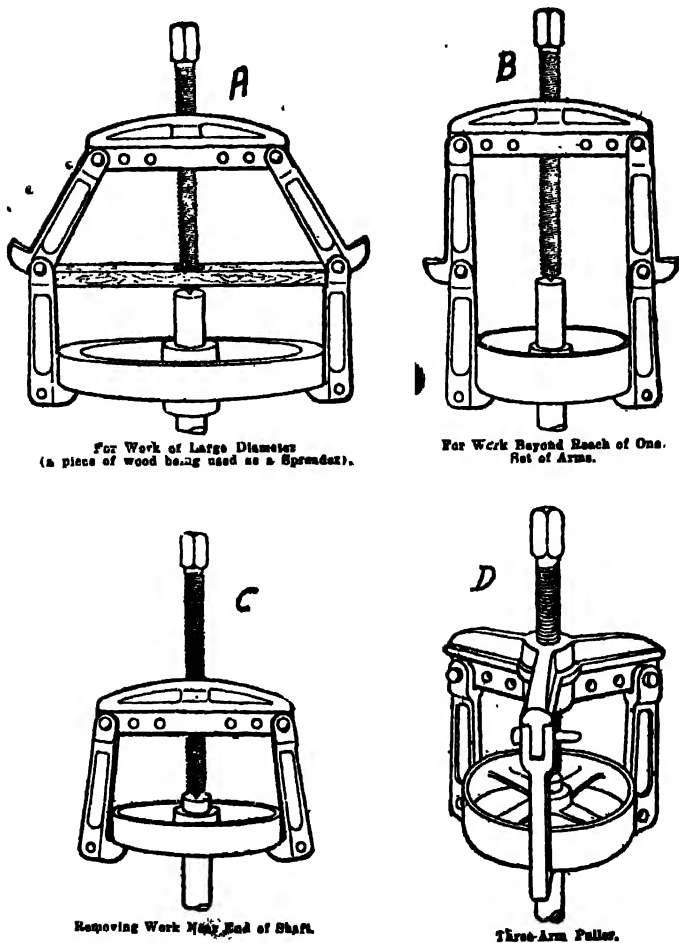 A
B
For Work of Large Diameter
(a piece of wood being used as a Spreader).
For Work Beyond Reach of One.
Set of Arms.
C
D
Removing Work Near End of Shaft.
Three-Arm Puller.